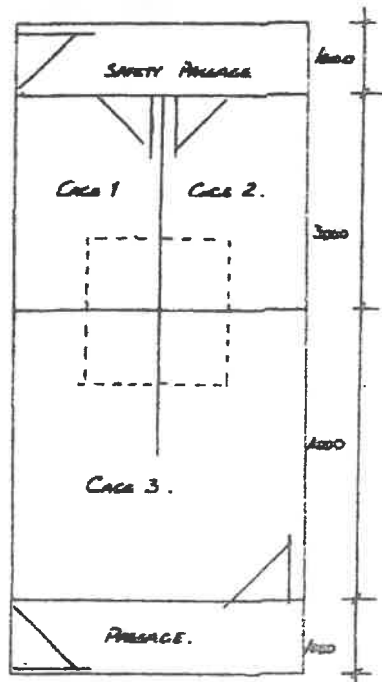 SAFETY PASSAGE
1000
CAGE 1
CAGE 2.
3000
4000
CAGE 3.
PASSAGE.
1000